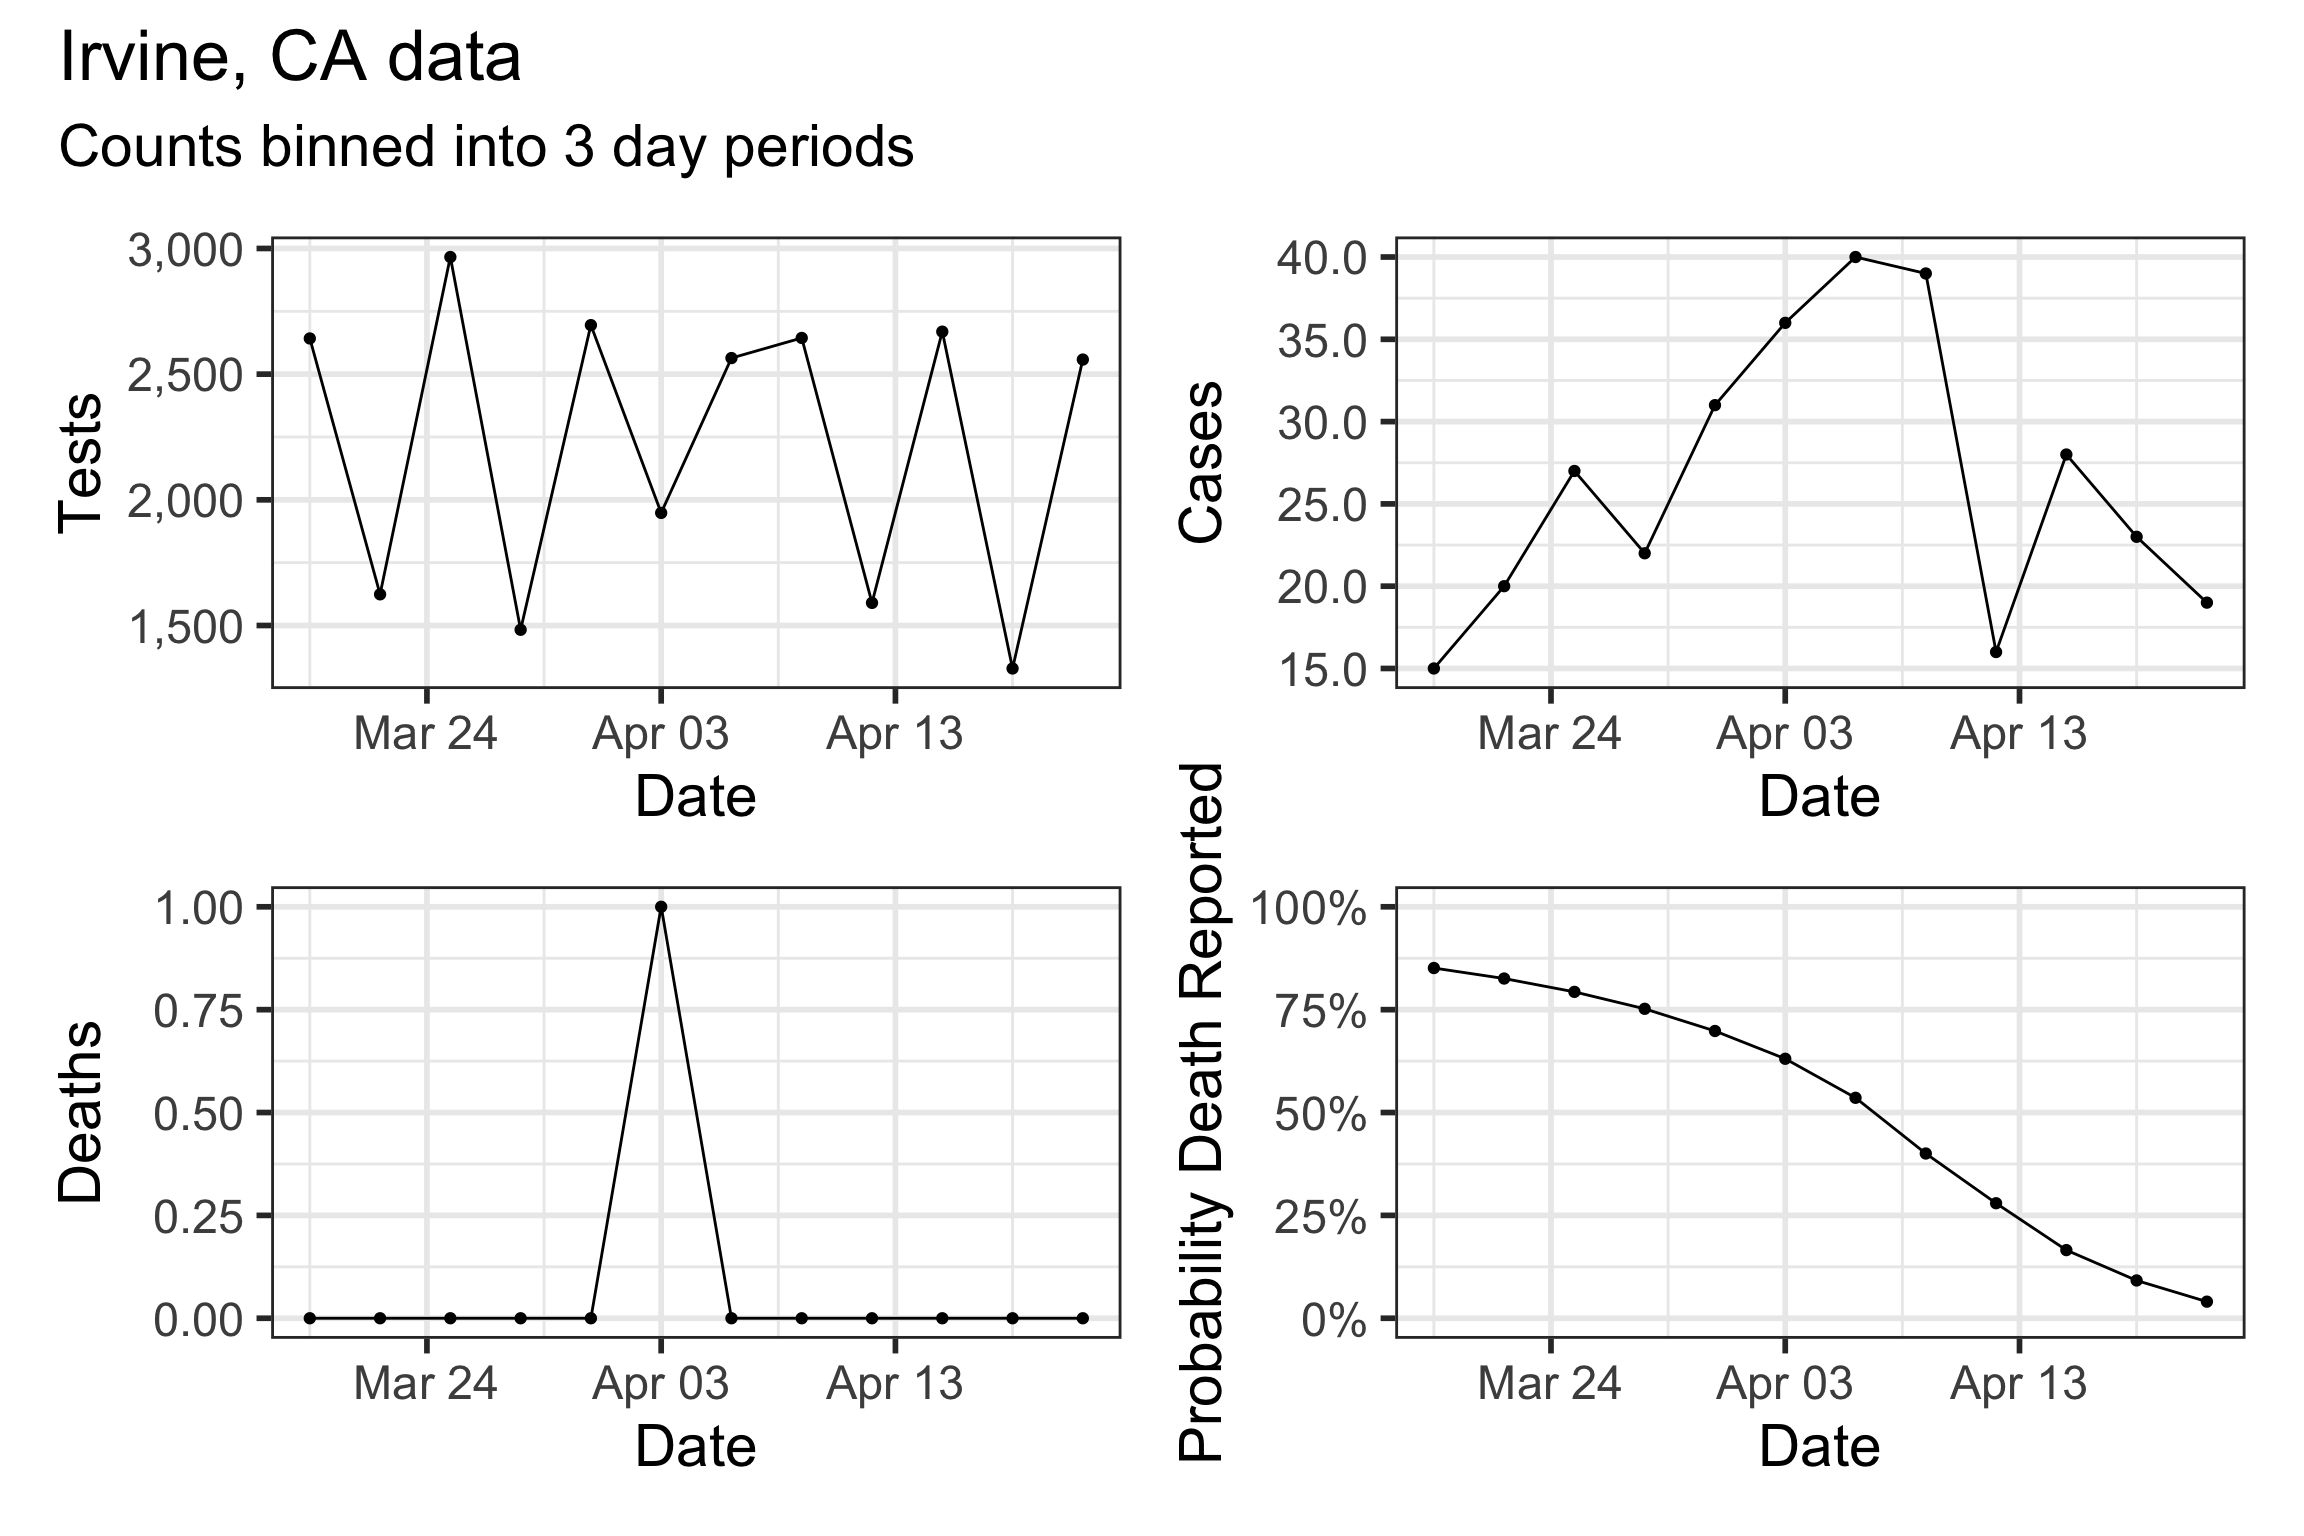 Irvine, CA data
Counts binned into 3 day periods
Tests
3,000
2,500
2,000
1,500
Mar 24 Apr 03 Apr 13
Date
Cases
40.0
35.0
30.0
25.0
20.0
15.0
Mar 24 Apr 03 Apr 13
Date
Deaths
1.00
0.75
0.50
0.25
0.00
Mar 24 Apr 03 Apr 13
Date
Probability Death Reported
100%
75%
50%
25%
0%
Mar 24 Apr 03 Apr 13
Date